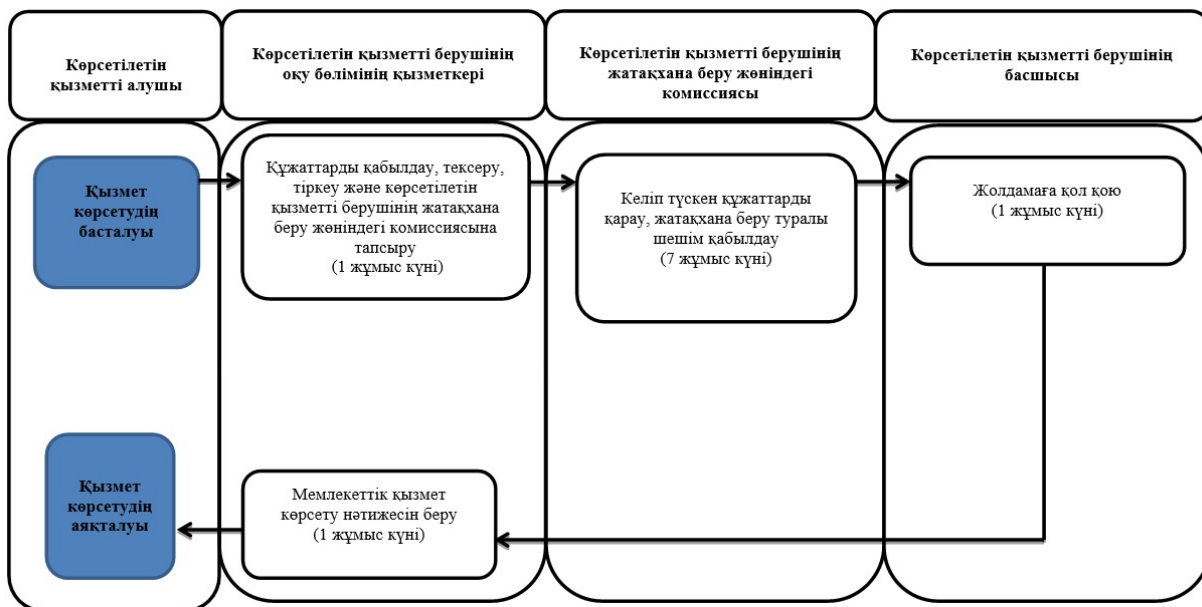 Көрсетілетін
қызметті алушы
Көрсетілетін қызметті берушінің
оқу бөлімінің қызметкері
Көрсетілетін қызметті берушінің
жатақхана беру жөніндегі
комиссиясы
Көрсетілетін қызметті берушінің
басшысы
Қызмет
көрсетудің
басталуы
Құжаттарды қабылдау, тексеру,
тіркеу және көрсетілетін
қызметті берушінің жатақхана
беру жөніндегі комиссиясына
тапсыру
(1 жұмыс күні)
Келіп түскен құжаттарды
қарау, жатақхана беру туралы
шешім қабылдау
(7 жұмыс күні)
Жолдамаға қол қою
(1 жұмыс күні)
Қызмет
көрсетудің
аяқталуы
Мемлекеттік қызмет
көрсету нәтижесін беру
(1 жұмыс күні)